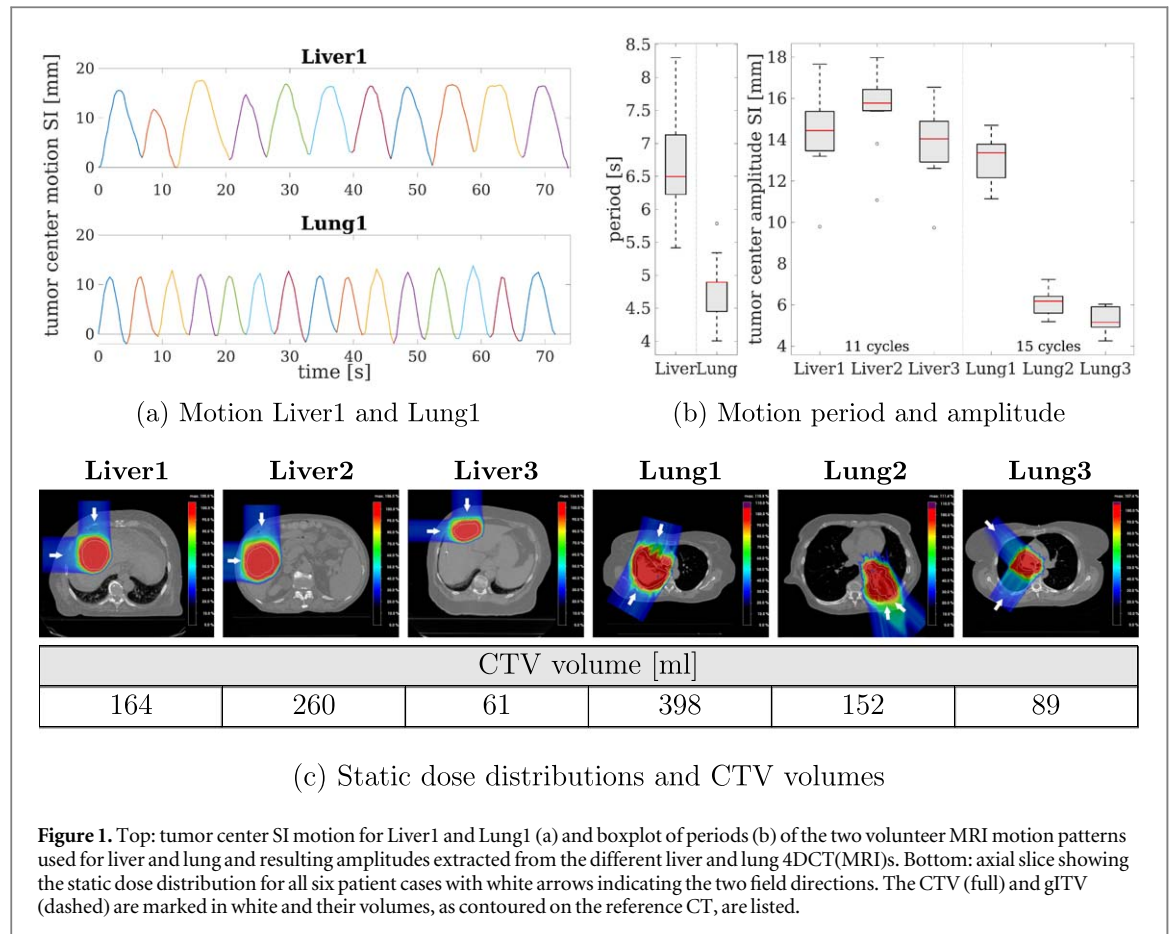 Liver1
tumor center motion SI [mm]
20
10
0
0 10 20 30 40 50 60 70
Lung1
20
10
0
0 10 20 30 40 50 60 70
time [s]
period [s]
8.5
8
7.5
7
6.5
6
5.5
5
4.5
4
Liver Lung
tumor center amplitude SI [mm]
18
16
14
12
10
8
6
4
11 cycles 15 cycles
Liver1 Liver2 Liver3 Lung1 Lung2 Lung3
(a) Motion Liver1 and Lung1
(b) Motion period and amplitude
Liver1 Liver2 Liver3 Lung1 Lung2 Lung3
CTV volume [ml]
164 260 61 398 152 89
(c) Static dose distributions and CTV volumes
Figure 1. Top: tumor center SI motion for Liver1 and Lung1 (a) and boxplot of periods (b) of the two volunteer MRI motion patterns
used for liver and lung and resulting amplitudes extracted from the different liver and lung 4DCT(MRI)s. Bottom: axial slice showing
the static dose distribution for all six patient cases with white arrows indicating the two field directions. The CTV (full) and gITV
(dashed) are marked in white and their volumes, as contoured on the reference CT, are listed.